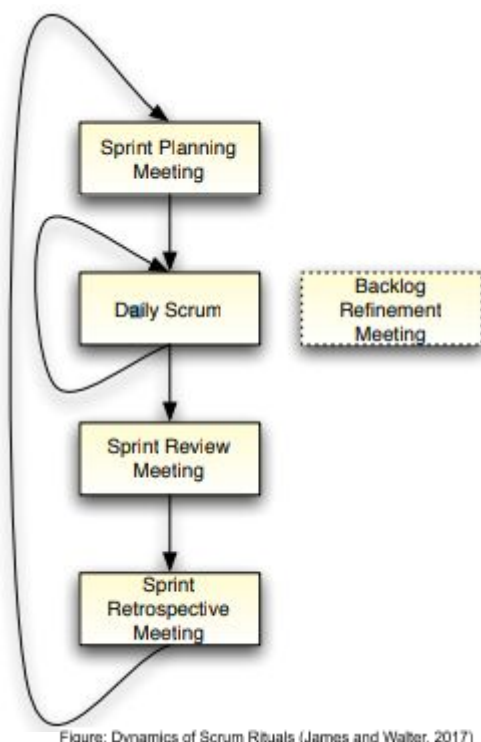 Sprint Planning
Meeting
Daily Scrum
Backlog
Refinement
Meeting
Sprint Review
Meeting
Sprint
Retrospective
Meeting
Figure: Dynamics of Scrum Rituals (James and Walter, 2017)